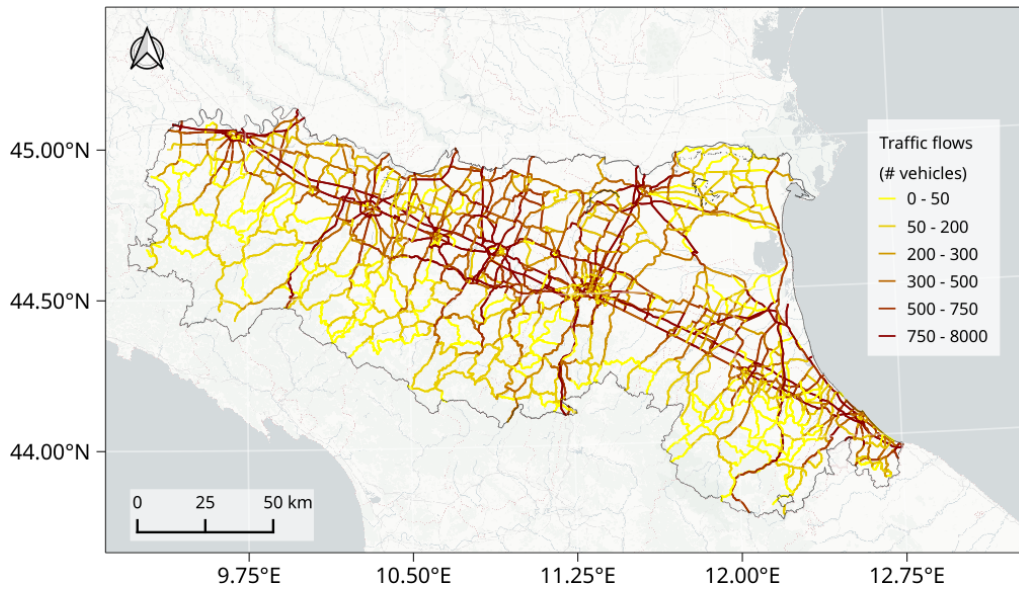 45.00°N
44.50°N
44.00°N
Traffic flows
(# vehicles)
0 - 50
50 - 200
200 - 300
300 - 500
500 - 750
750 - 8000
0 25 50 km
9.75°E 10.50°E 11.25°E 12.00°E 12.75°E